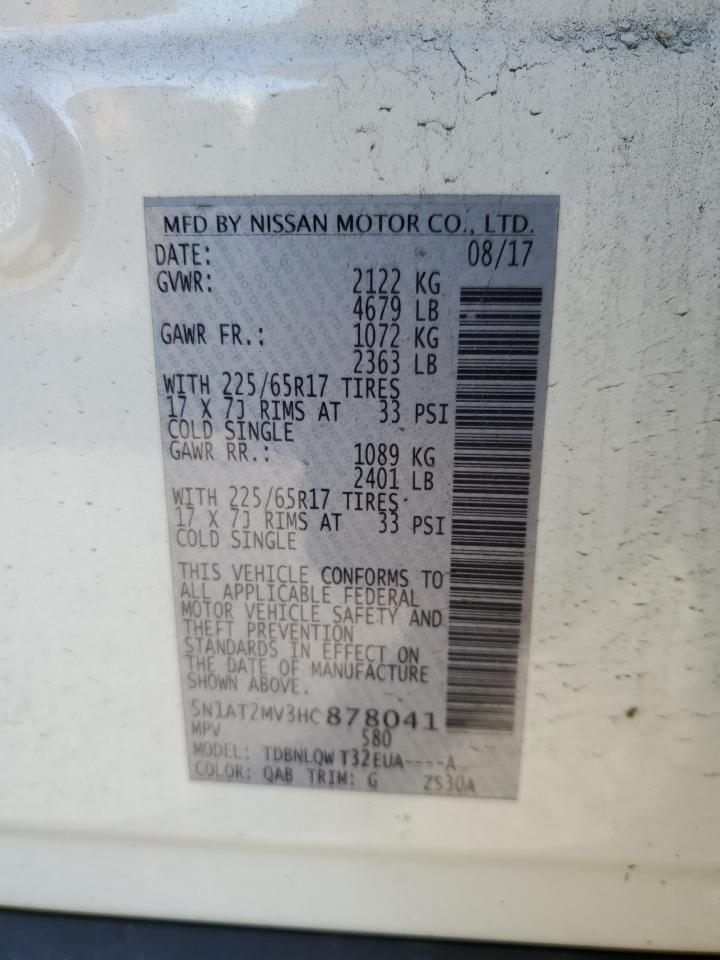 MFD BY NISSAN MOTOR CO., LTD.
DATE: 08/17
GVWR: 2122 KG
4679 LB
GAWR FR.: 1072 KG
2363 LB
WITH 225/65R17 TIRES
17 X 7J RIMS AT 33 PSI
COLD SINGLE
GAWR RR.: 1089 KG
2401 LB
WITH 225/65R17 TIRES
17 X 7J RIMS AT 33 PSI
COLD SINGLE
THIS VEHICLE CONFORMS TO
ALL APPLICABLE FEDERAL
MOTOR VEHICLE SAFETY AND
THEFT PREVENTION
STANDARDS IN EFFECT ON
THE DATE OF MANUFACTURE
SHOWN ABOVE.
5N1AT2MV3HC878041
MPV 580
MODEL: TDBNLQW T32EUA----A
COLOR: QAB TRIM: G ZS30A